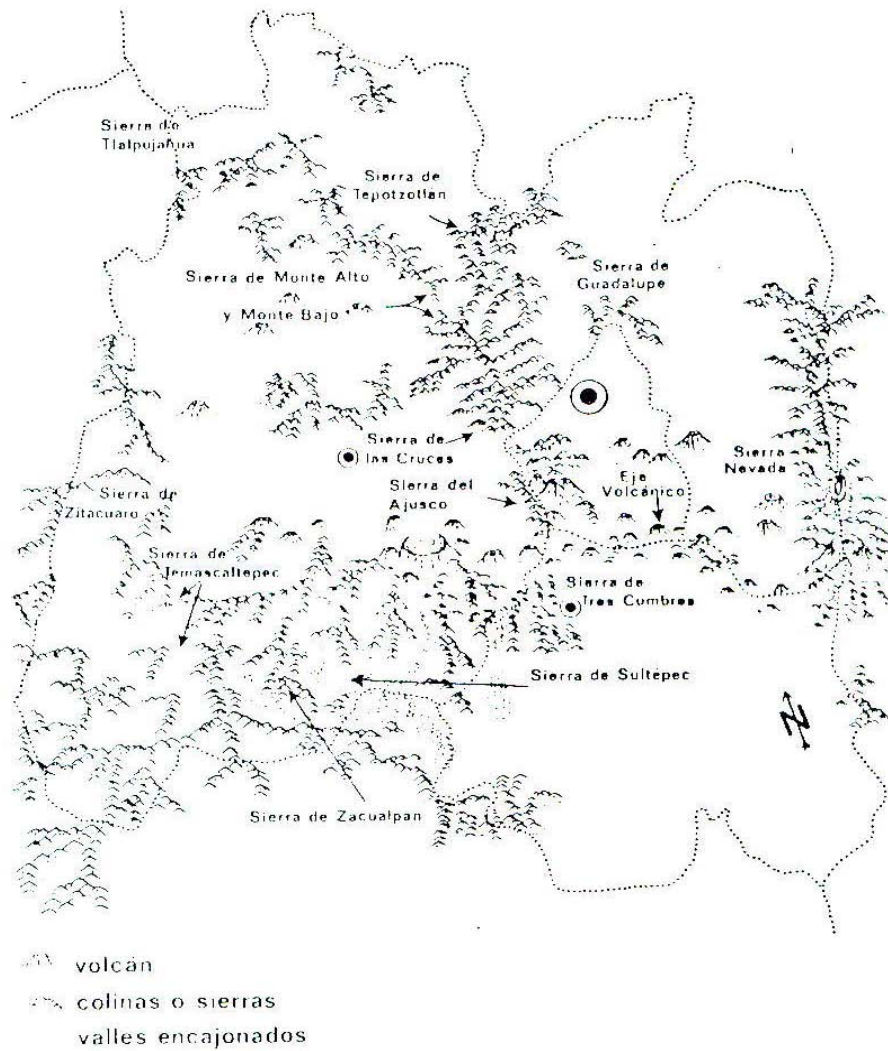 Sierra de
Tlalpujahua
Sierra de
Tepotzotlán
Sierra de Monte Alto
y Monte Bajo
Sierra de
Guadalupe
Sierra de
las Cruces
Sierra del
Ajusco
Eje
Volcánico
Sierra
Nevada
Sierra de
Zitacuaro
Sierra de
Temascaltepec
Sierra de
Tres Cumbres
Sierra de Sultepec
N
Sierra de Zacualpan
volcán
colinas o sierras
valles encajonados